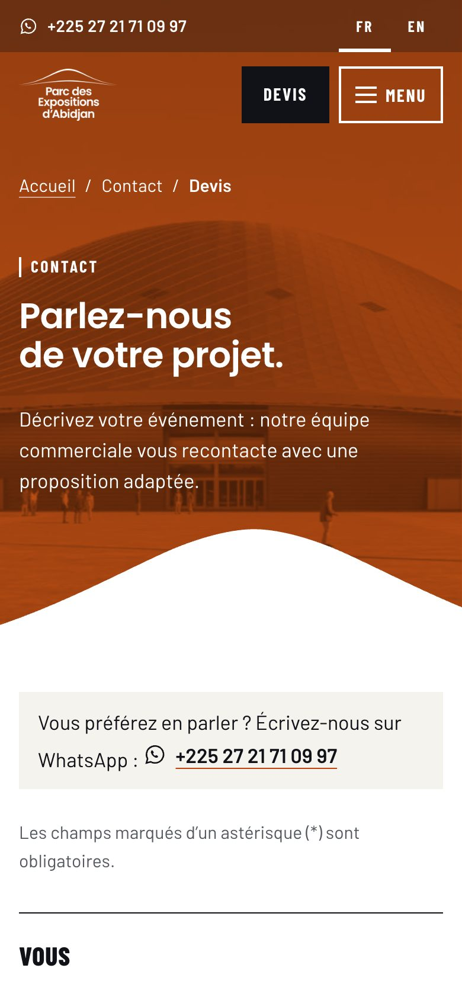 +225 27 21 71 09 97
FR EN
Parc des
Expositions
d'Abidjan
DEVIS
MENU
Accueil / Contact / Devis
CONTACT
Parlez-nous
de votre projet.
Décrivez votre événement : notre équipe
commerciale vous recontacte avec une
proposition adaptée.
Vous préférez en parler ? Écrivez-nous sur
WhatsApp : +225 27 21 71 09 97
Les champs marqués d’un astérisque (*) sont
obligatoires.
VOUS